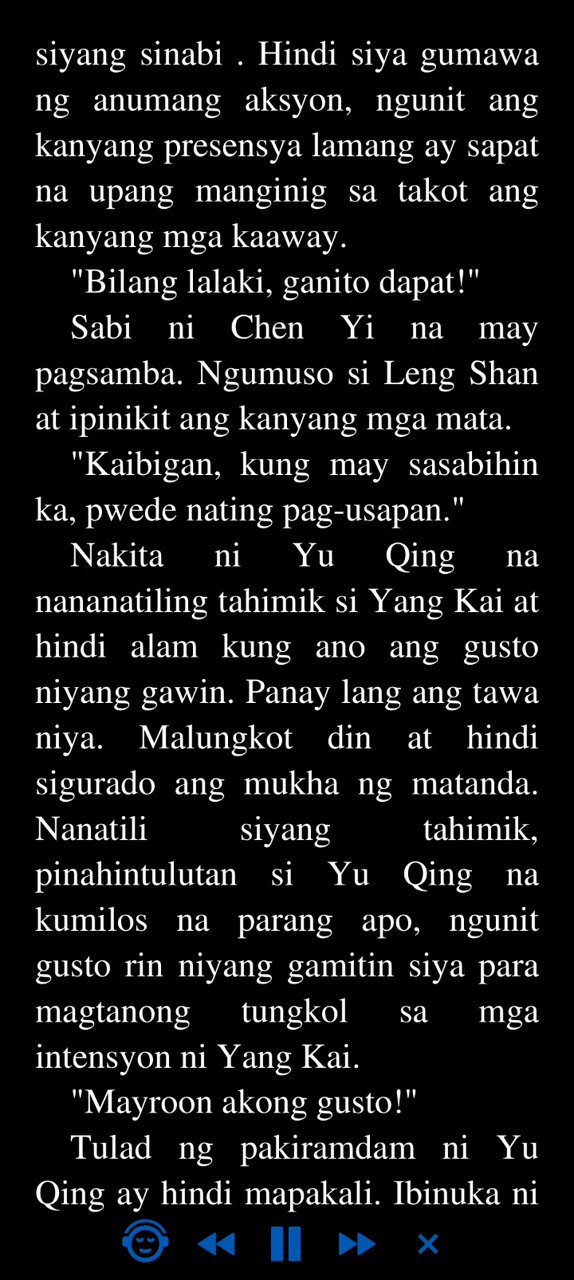 siyang sinabi . Hindi siya gumawa
ng anumang aksyon, ngunit ang
kanyang presensya lamang ay sapat
na upang manginig sa takot ang
kanyang mga kaaway.
"Bilang lalaki, ganito dapat!"
Sabi ni Chen Yi na may
pagsamba. Ngumuso si Leng Shan
at ipinikit ang kanyang mga mata.
"Kaibigan, kung may sasabihin
ka, pwede nating pag-usapan."
Nakita ni Yu Qing na
nananatiling tahimik si Yang Kai at
hindi alam kung ano ang gusto
niyang gawin. Panay lang ang tawa
niya. Malungkot din at hindi
sigurado ang mukha ng matanda.
Nanatili siyang tahimik,
pinahintulutan si Yu Qing na
kumilos na parang apo, ngunit
gusto rin niyang gamitin siya para
magtanong tungkol sa mga
intensyon ni Yang Kai.
"Mayroon akong gusto!"
Tulad ng pakiramdam ni Yu
Qing ay hindi mapakali. Ibinuka ni